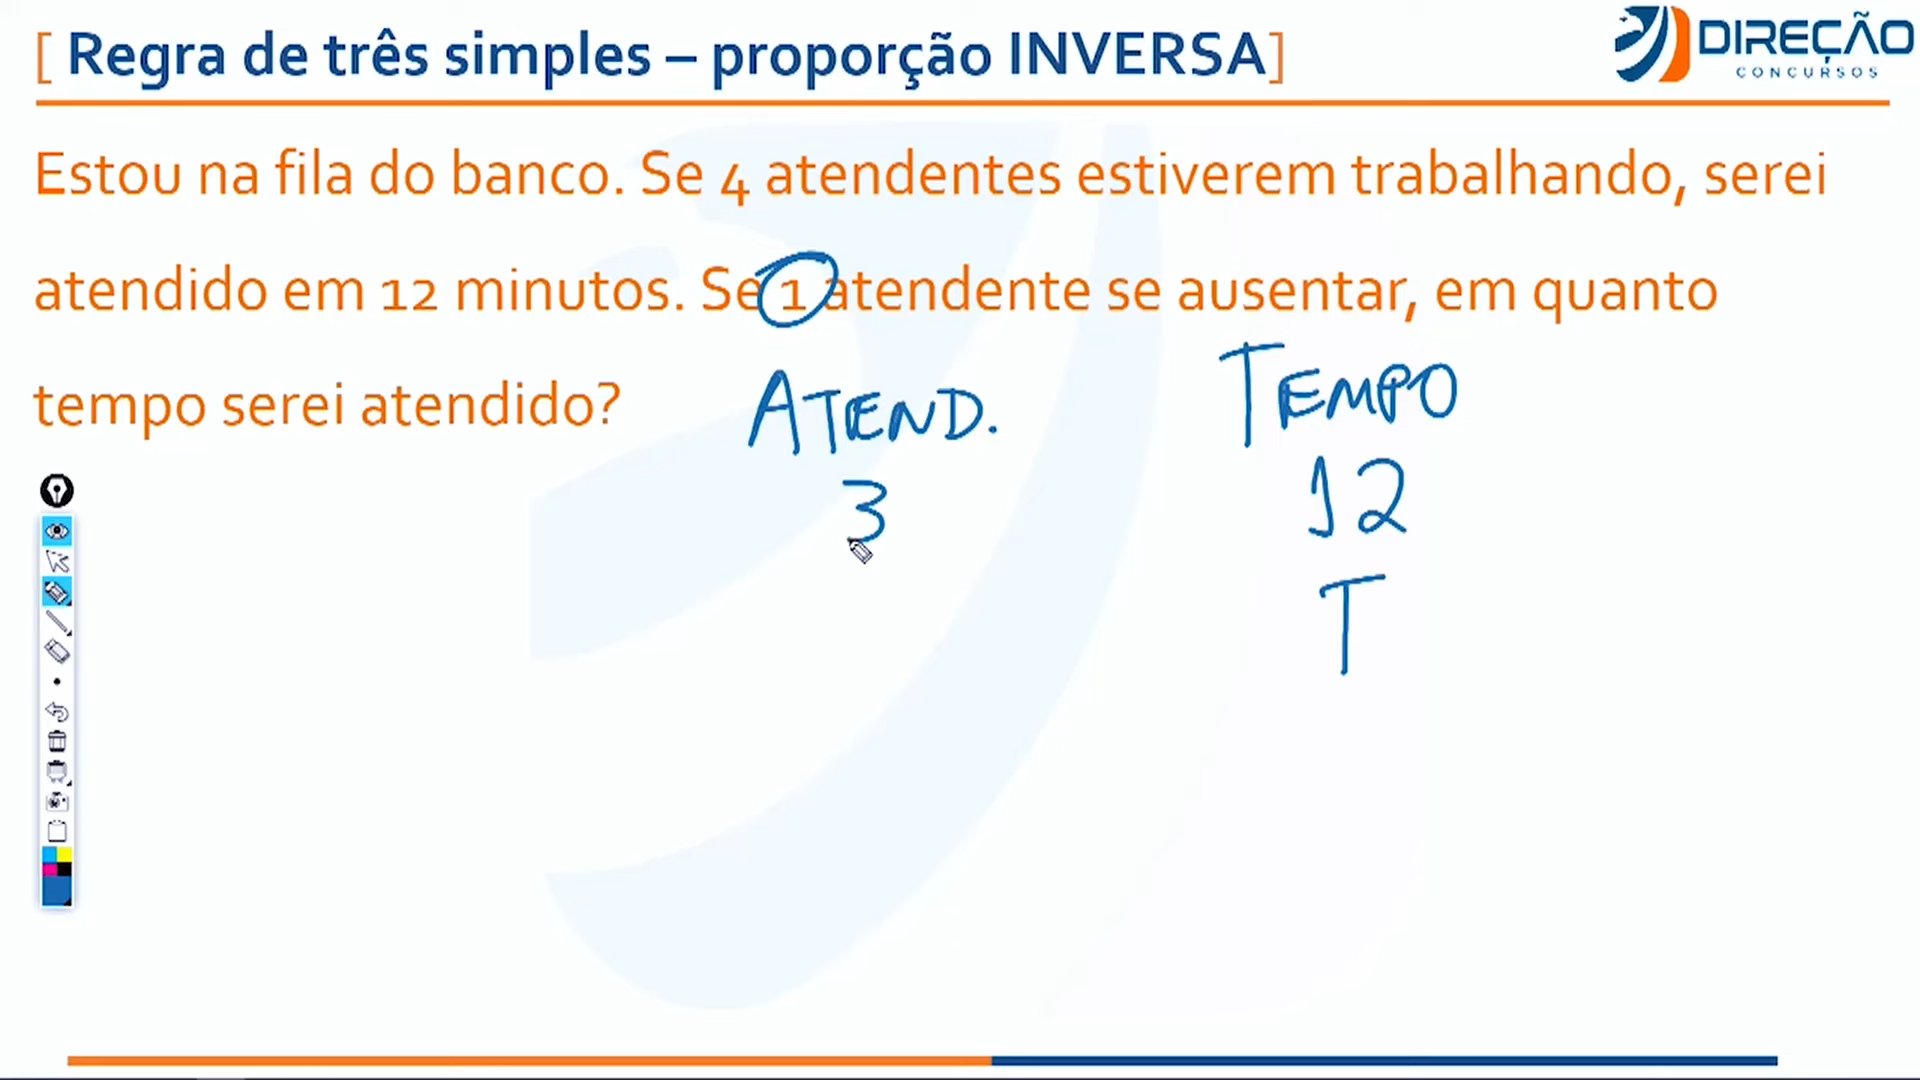 [ Regra de três simples – proporção INVERSA]
DIREÇÃO
CONCURSOS
Estou na fila do banco. Se 4 atendentes estiverem trabalhando, serei
atendido em 12 minutos. Se 1 atendente se ausentar, em quanto
tempo serei atendido?
ATEND. TEMPO
3 12
T